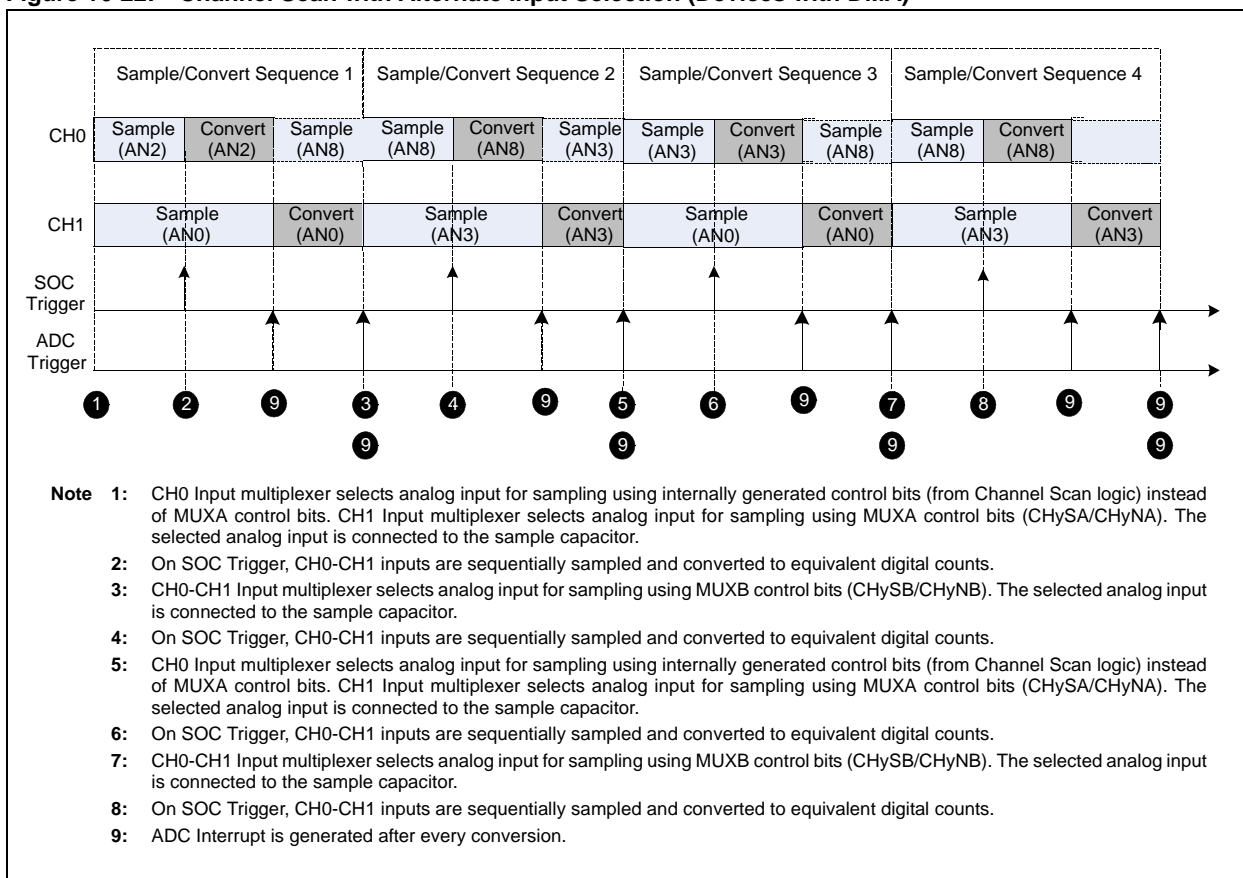 Figure 16-22: Channel Scan with Alternate Input Selection (Devices with DMA)
Sample/Convert Sequence 1 Sample/Convert Sequence 2 Sample/Convert Sequence 3 Sample/Convert Sequence 4
CH0
Sample (AN2)
Convert (AN2)
Sample (AN8)
Sample (AN8)
Convert (AN8)
Sample (AN3)
Sample (AN3)
Convert (AN3)
Sample (AN8)
Sample (AN8)
Convert (AN8)
CH1
Sample (AN0)
Convert (AN0)
Sample (AN3)
Convert (AN3)
Sample (AN0)
Convert (AN0)
Sample (AN3)
Convert (AN3)
SOC
Trigger
ADC
Trigger
1 2 9 3 4 9 5 6 9 7 8 9 9
9 9 9 9
Note 1: CH0 Input multiplexer selects analog input for sampling using internally generated control bits (from Channel Scan logic) instead
of MUXA control bits. CH1 Input multiplexer selects analog input for sampling using MUXA control bits (CHySA/CHyNA). The
selected analog input is connected to the sample capacitor.
2: On SOC Trigger, CH0-CH1 inputs are sequentially sampled and converted to equivalent digital counts.
3: CH0-CH1 Input multiplexer selects analog input for sampling using MUXB control bits (CHySB/CHyNB). The selected analog input
is connected to the sample capacitor.
4: On SOC Trigger, CH0-CH1 inputs are sequentially sampled and converted to equivalent digital counts.
5: CH0 Input multiplexer selects analog input for sampling using internally generated control bits (from Channel Scan logic) instead
of MUXA control bits. CH1 Input multiplexer selects analog input for sampling using MUXA control bits (CHySA/CHyNA). The
selected analog input is connected to the sample capacitor.
6: On SOC Trigger, CH0-CH1 inputs are sequentially sampled and converted to equivalent digital counts.
7: CH0-CH1 Input multiplexer selects analog input for sampling using MUXB control bits (CHySB/CHyNB). The selected analog input
is connected to the sample capacitor.
8: On SOC Trigger, CH0-CH1 inputs are sequentially sampled and converted to equivalent digital counts.
9: ADC Interrupt is generated after every conversion.